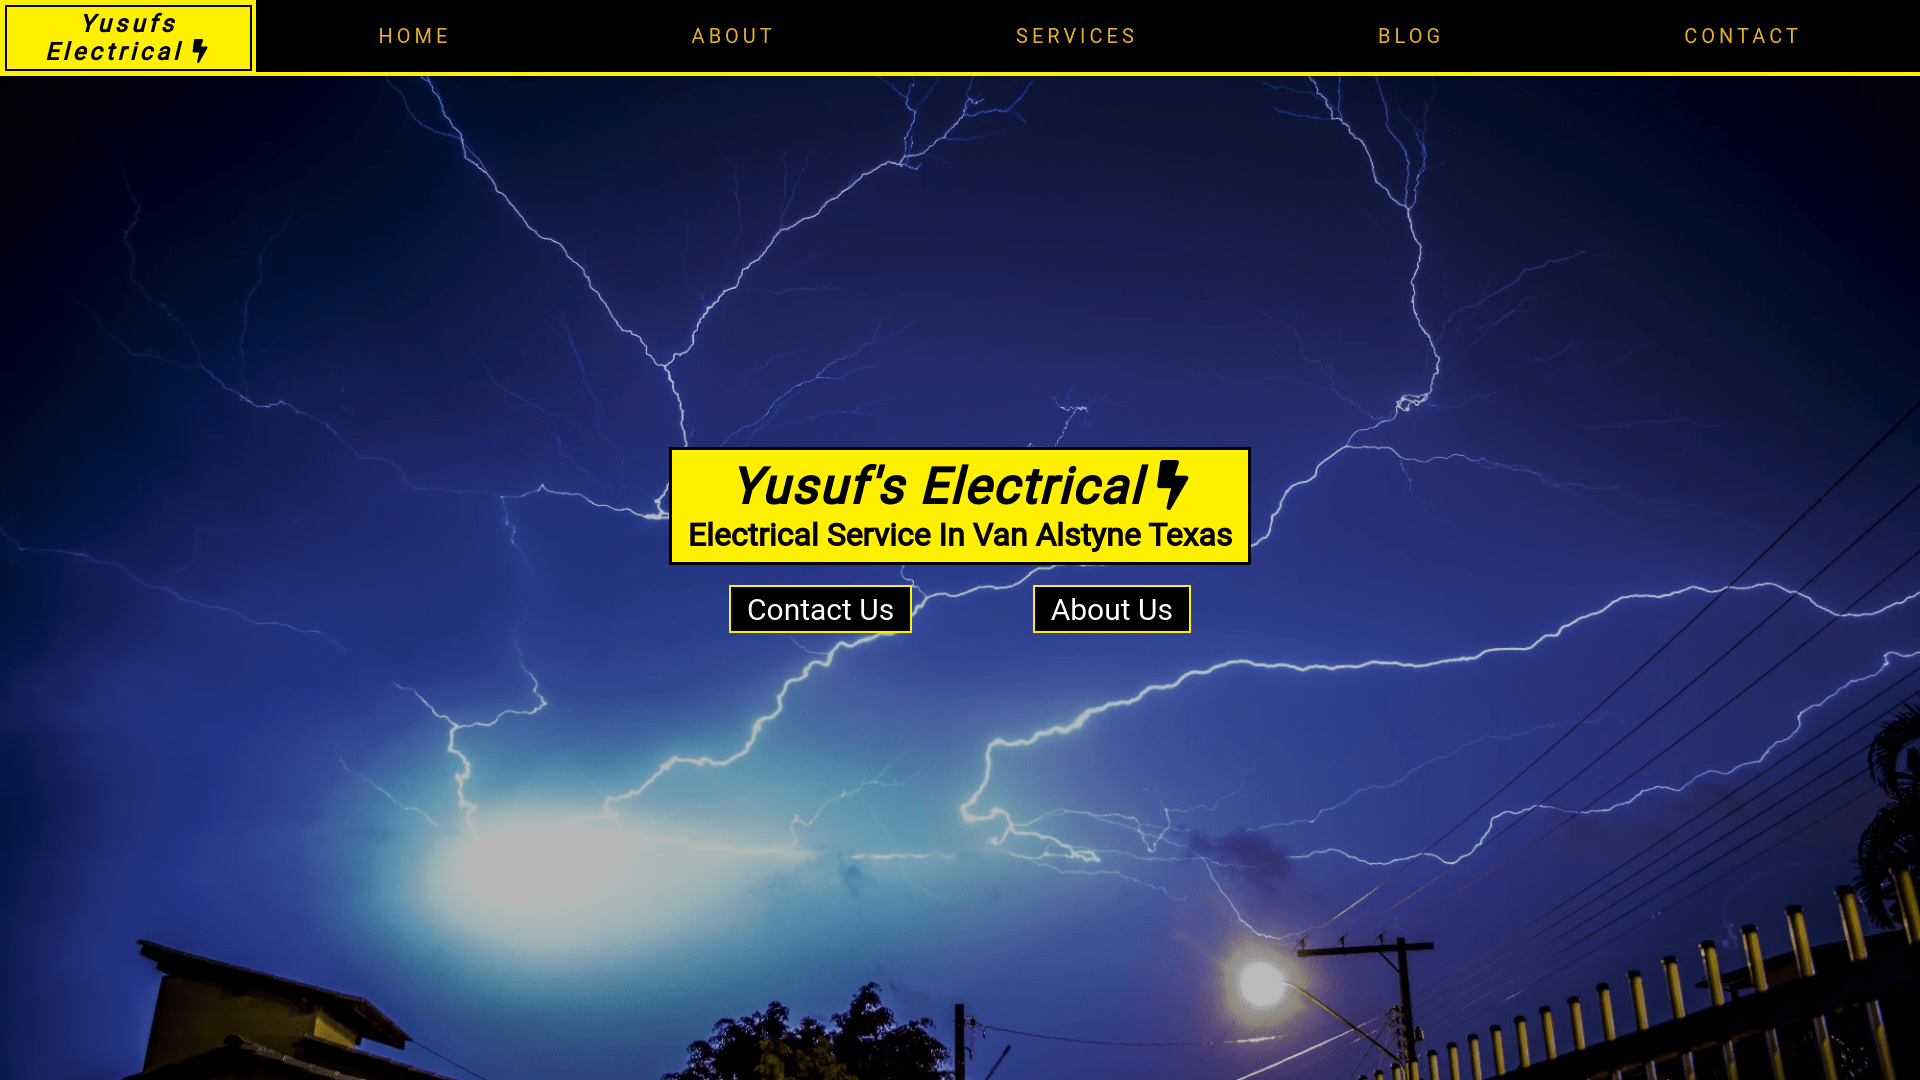 Yusufs
Electrical
HOME
ABOUT
SERVICES
BLOG
CONTACT
Yusuf's Electrical
Electrical Service In Van Alstyne Texas
Contact Us
About Us